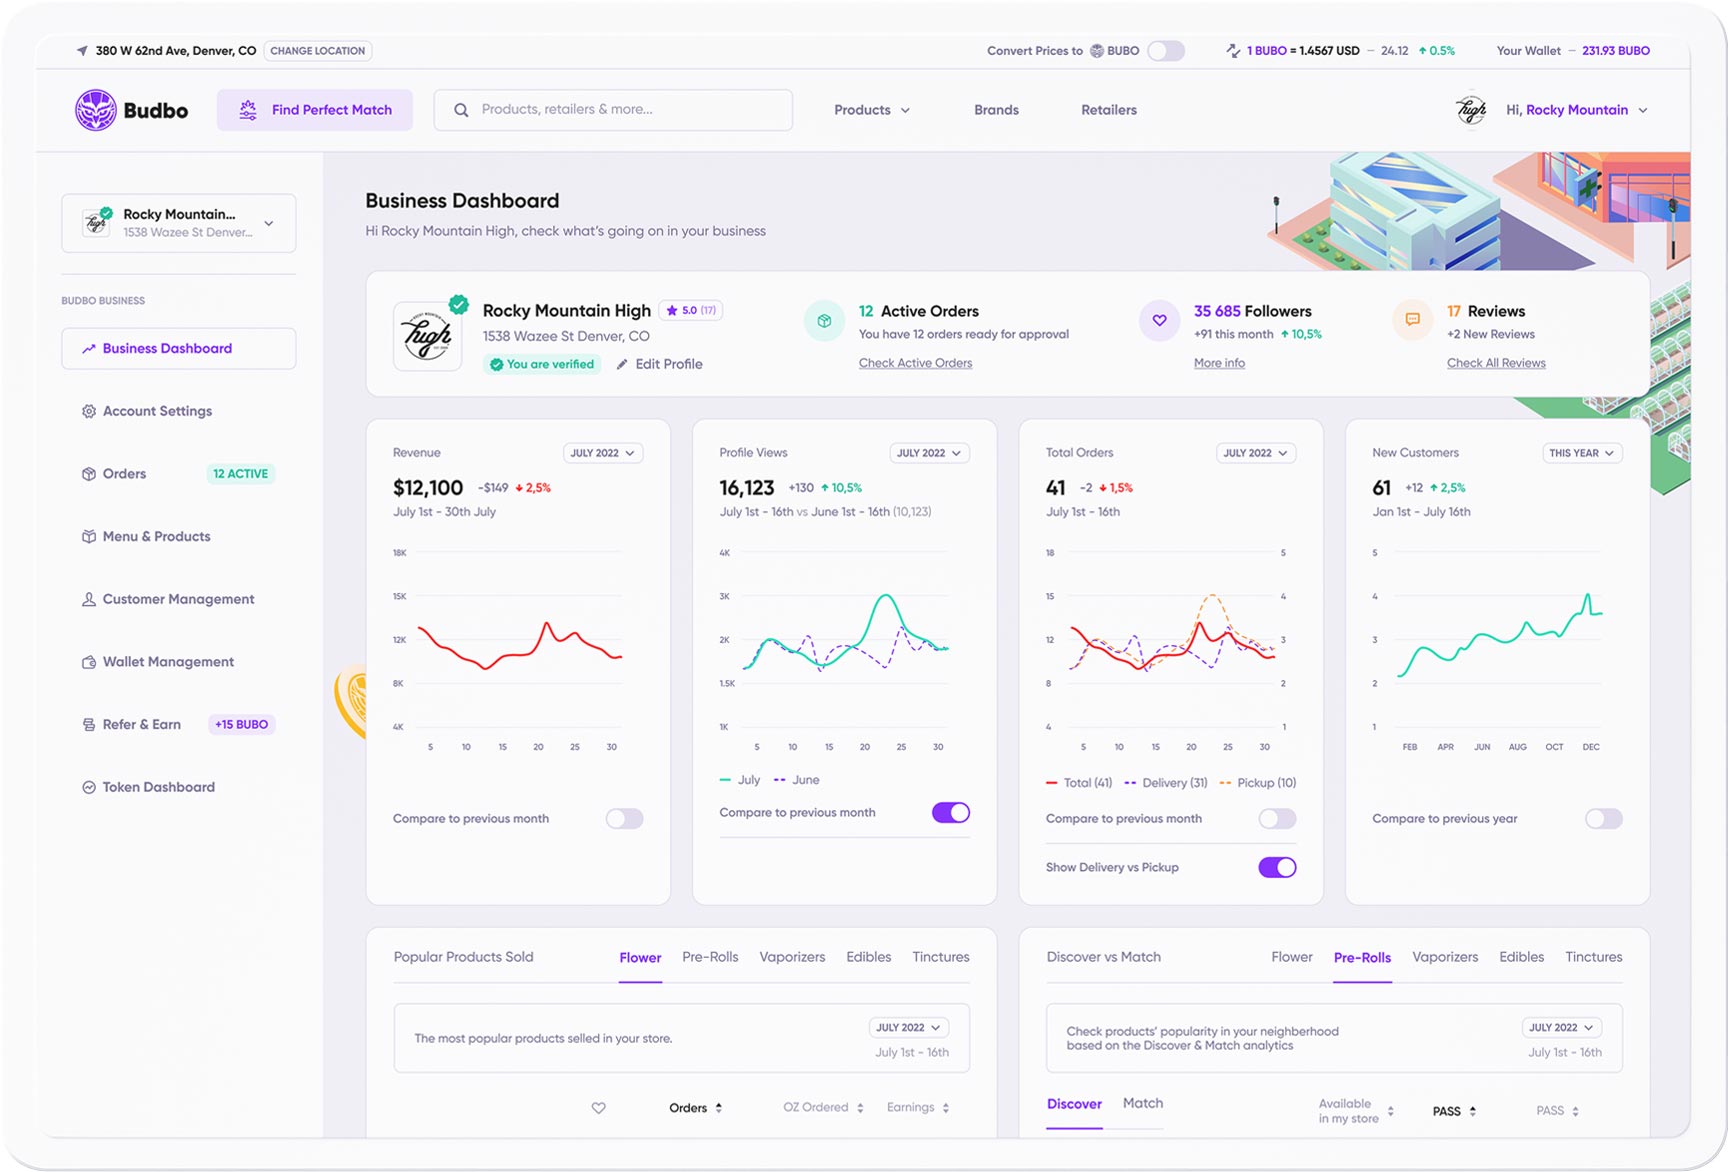 380 W 62nd Ave, Denver, CO CHANGE LOCATION
Convert Prices to BUBO
1 BUBO = 1.4567 USD – 24.12 0.5%
Your Wallet – 231.93 BUBO
Budbo
Find Perfect Match
Products, retailers & more...
Products
Brands
Retailers
high
Hi, Rocky Mountain
high
Rocky Mountain...
1538 Wazee St Denver...
BUDBO BUSINESS
Business Dashboard
Account Settings
Orders 12 ACTIVE
Menu & Products
Customer Management
Wallet Management
Refer & Earn +15 BUBO
Token Dashboard
Business Dashboard
Hi Rocky Mountain High, check what's going on in your business
ROCKY MOUNTAIN
high
Rocky Mountain High 5.0 (17)
1538 Wazee St Denver, CO
You are verified Edit Profile
12 Active Orders
You have 12 orders ready for approval
Check Active Orders
35 685 Followers
+91 this month 10,5%
More info
17 Reviews
+2 New Reviews
Check All Reviews
Revenue JULY 2022
$12,100 -$149 2,5%
July 1st - 30th July
18K
15K
12K
8K
4K
5 10 15 20 25 30
Compare to previous month
Profile Views JULY 2022
16,123 +130 10,5%
July 1st - 16th vs June 1st - 16th (10,123)
4K
3K
2K
1.5K
1K
5 10 15 20 25 30
July June
Compare to previous month
Total Orders JULY 2022
41 -2 1,5%
July 1st - 16th
18 5
15 4
12 3
8 2
4 1
5 10 15 20 25 30
Total (41) Delivery (31) Pickup (10)
Compare to previous month
Show Delivery vs Pickup
New Customers THIS YEAR
61 +12 2,5%
Jan 1st - July 16th
5
4
3
2
1
FEB APR JUN AUG OCT DEC
Compare to previous year
Popular Products Sold Flower Pre-Rolls Vaporizers Edibles Tinctures
The most popular products selled in your store.
JULY 2022
July 1st - 16th
Orders OZ Ordered Earnings
Discover vs Match Flower Pre-Rolls Vaporizers Edibles Tinctures
Check products' popularity in your neighberhood
based on the Discover & Match analytics
JULY 2022
July 1st - 16th
Discover Match
Available
in my store
PASS PASS